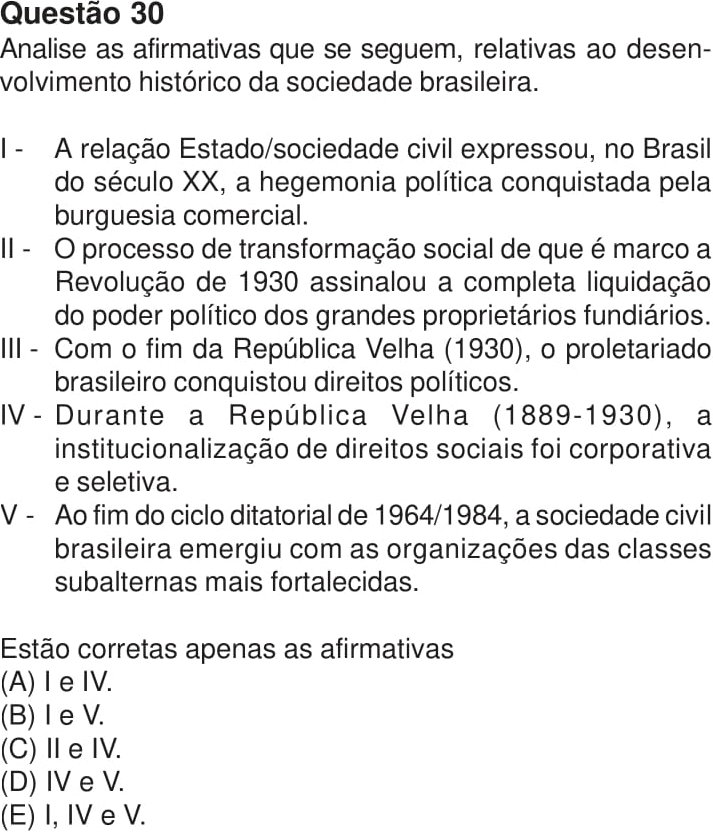 Questão 30
Analise as afirmativas que se seguem, relativas ao desen-
volvimento histórico da sociedade brasileira.
I - A relação Estado/sociedade civil expressou, no Brasil
do século XX, a hegemonia política conquistada pela
burguesia comercial.
II - O processo de transformação social de que é marco a
Revolução de 1930 assinalou a completa liquidação
do poder político dos grandes proprietários fundiários.
III - Com o fim da República Velha (1930), o proletariado
brasileiro conquistou direitos políticos.
IV - Durante a República Velha (1889-1930), a
institucionalização de direitos sociais foi corporativa
e seletiva.
V - Ao fim do ciclo ditatorial de 1964/1984, a sociedade civil
brasileira emergiu com as organizações das classes
subalternas mais fortalecidas.
Estão corretas apenas as afirmativas
(A) I e IV.
(B) I e V.
(C) II e IV.
(D) IV e V.
(E) I, IV e V.